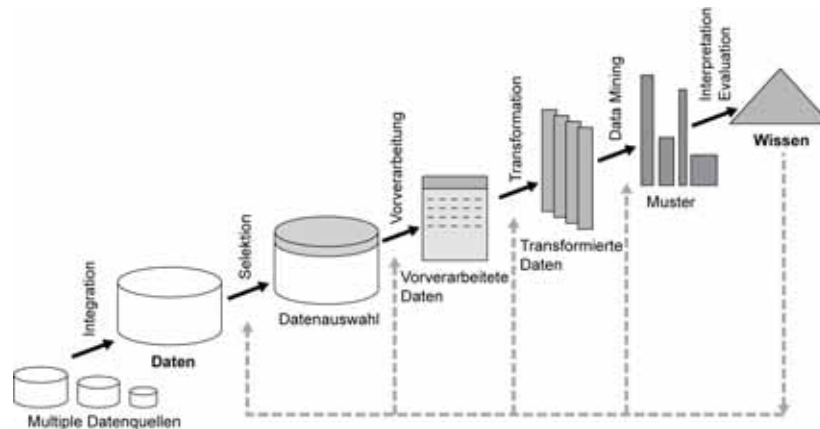 Multiple Datenquellen
Integration
Daten
Selektion
Datenauswahl
Vorverarbeitung
Vorverarbeitete
Daten
Transformation
Transformierte
Daten
Data Mining
Muster
Interpretation
Evaluation
Wissen